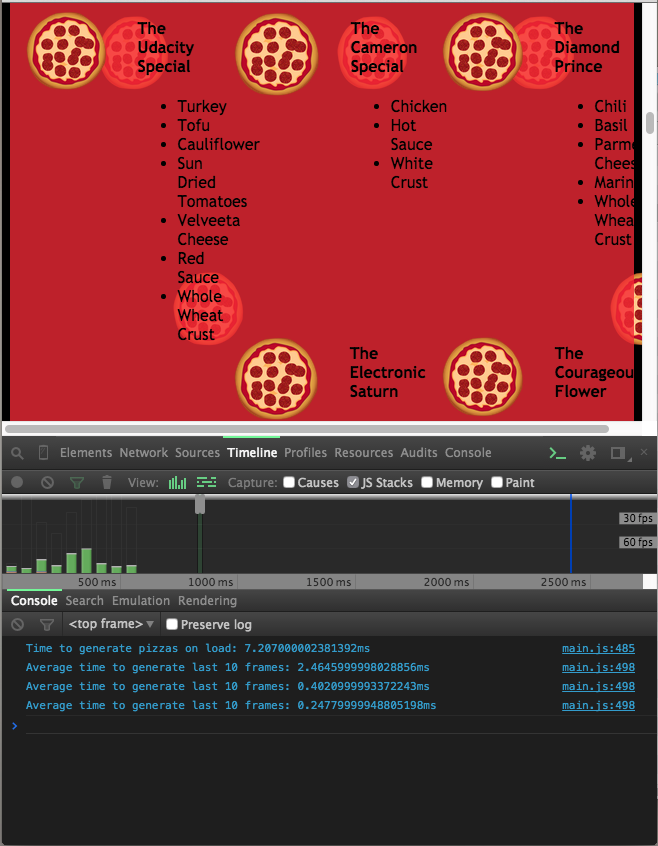 The
Udacity
Special
Turkey
Tofu
Cauliflower
Sun
Dried
Tomatoes
Velveeta
Cheese
Red
Sauce
Whole
Wheat
Crust
The
Cameron
Special
Chicken
Hot
Sauce
White
Crust
The
Diamond
Prince
Chili
Basil
Parme
Chees
Marin
Whole
Whea
Crust
The
Electronic
Saturn
The
Courageou
Flower
Elements Network Sources Timeline Profiles Resources Audits Console
View: Capture: Causes JS Stacks Memory Paint
30 fps
60 fps
500 ms 1000 ms 1500 ms 2000 ms 2500 ms
Console Search Emulation Rendering
<top frame> Preserve log
Time to generate pizzas on load: 7.207000002381392ms main.js:485
Average time to generate last 10 frames: 2.4645999998028856ms main.js:498
Average time to generate last 10 frames: 0.4020999993372243ms main.js:498
Average time to generate last 10 frames: 0.24779999948805198ms main.js:498